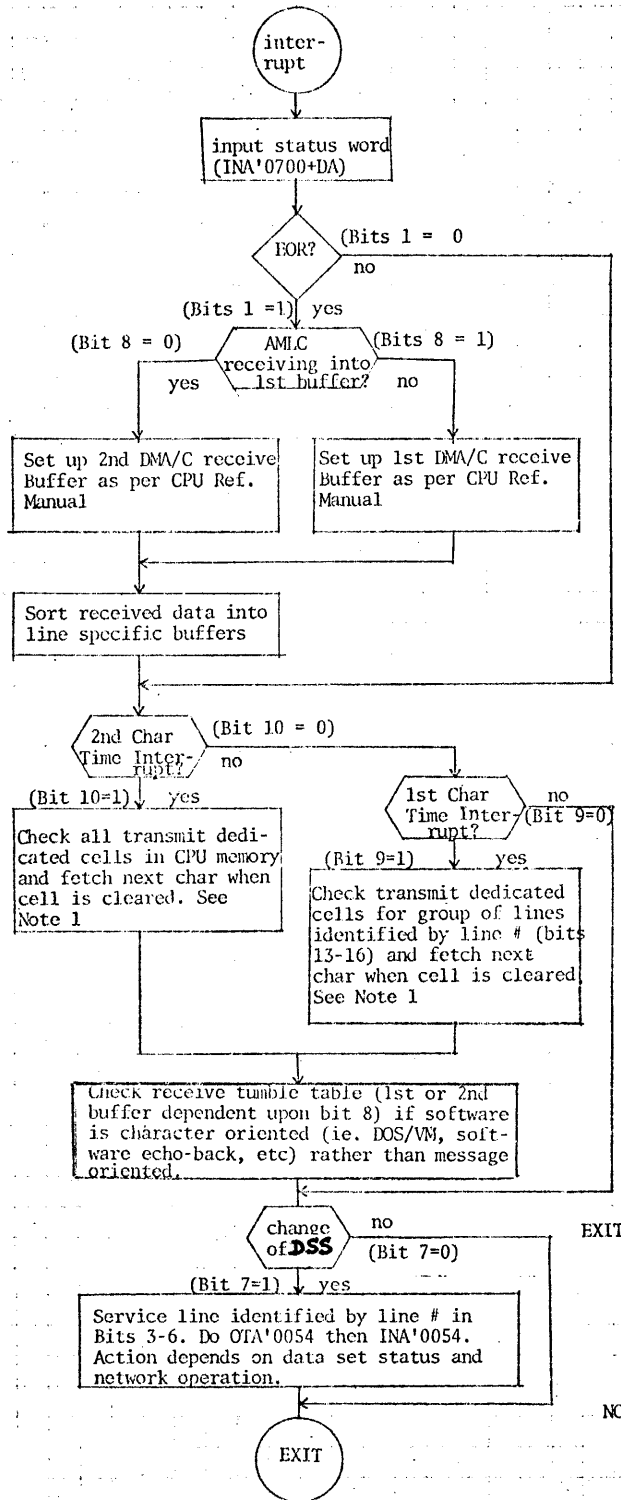 inter-
rupt
input status word
(INA'0700+DA)
EOR?
(Bits 1 = 0
no
(Bits 1 =1) yes
(Bit 8 = 0)
AMLC
receiving into
1st buffer?
(Bits 8 = 1)
yes
no
Set up 2nd DMA/C receive
Buffer as per CPU Ref.
Manual
Set up 1st DMA/C receive
Buffer as per CPU Ref.
Manual
Sort received data into
line specific buffers
2nd Char
Time Inter-
rupt?
(Bit 10 = 0)
no
(Bit 10=1) yes
1st Char
Time Inter-
rupt?
no
(Bit 9=0)
(Bit 9=1) yes
Check all transmit dedi-
cated cells in CPU memory
and fetch next char when
cell is cleared. See
Note 1
Check transmit dedicated
cells for group of lines
identified by line # (bits
13-16) and fetch next
char when cell is cleared
See Note 1
Check receive tumble table (1st or 2nd
buffer dependent upon bit 8) if software
is character oriented (ie. DOS/VM, soft-
ware echo-back, etc) rather than message
oriented.
change
of DSS
no
(Bit 7=0)
EXIT
(Bit 7=1) yes
Service line identified by line # in
Bits 3-6. Do OTA'0054 then INA'0054.
Action depends on data set status and
network operation.
NO
EXIT